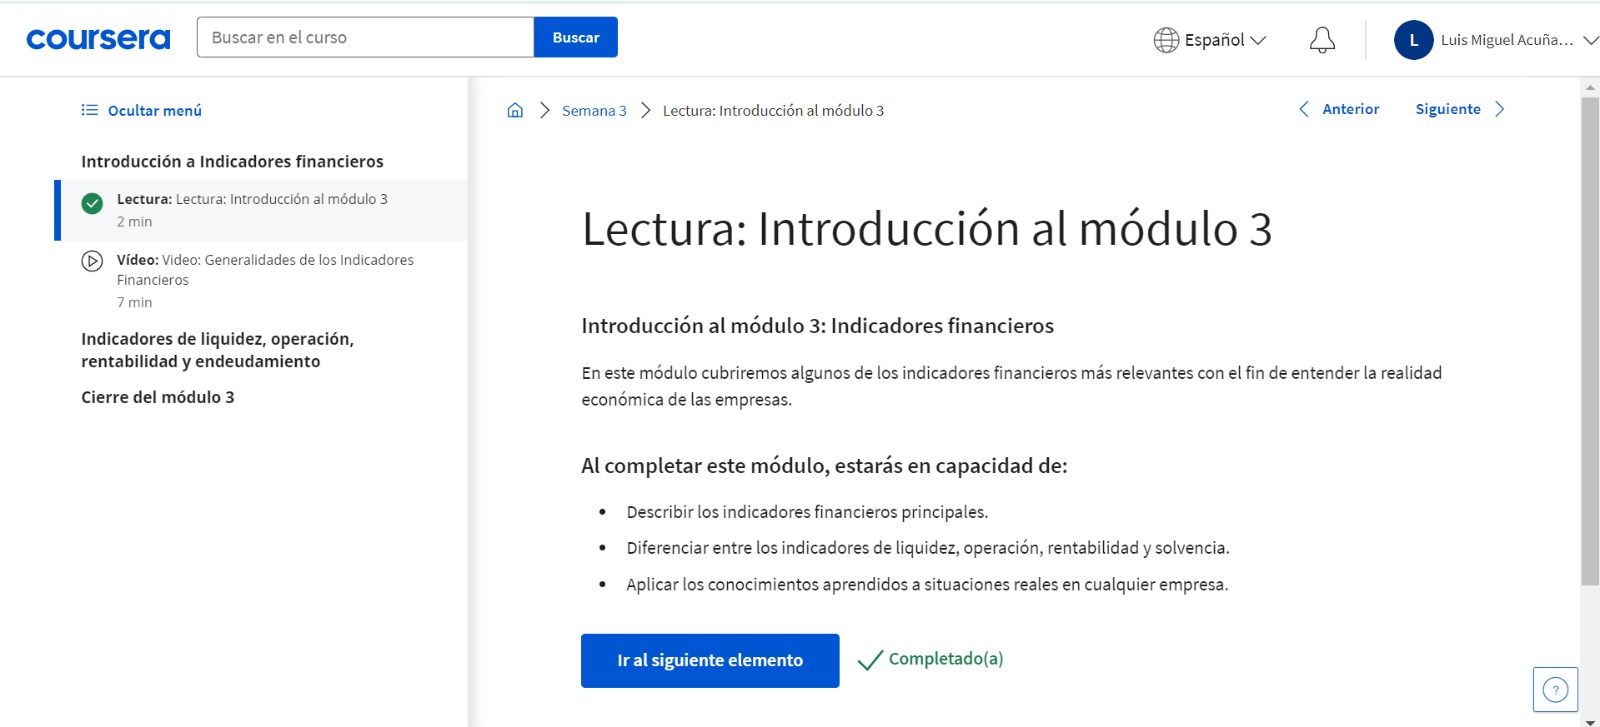 coursera
Buscar en el curso
Buscar
Español
L
Luis Miguel Acuña...
Ocultar menú
Introducción a Indicadores financieros
Lectura: Lectura: Introducción al módulo 3
2 min
Vídeo: Video: Generalidades de los Indicadores
Financieros
7 min
Indicadores de liquidez, operación,
rentabilidad y endeudamiento
Cierre del módulo 3
Semana 3
Lectura: Introducción al módulo 3
Anterior
Siguiente
Lectura: Introducción al módulo 3
Introducción al módulo 3: Indicadores financieros
En este módulo cubriremos algunos de los indicadores financieros más relevantes con el fin de entender la realidad
económica de las empresas.
Al completar este módulo, estarás en capacidad de:
• Describir los indicadores financieros principales.
• Diferenciar entre los indicadores de liquidez, operación, rentabilidad y solvencia.
• Aplicar los conocimientos aprendidos a situaciones reales en cualquier empresa.
Ir al siguiente elemento
Completado(a)
?